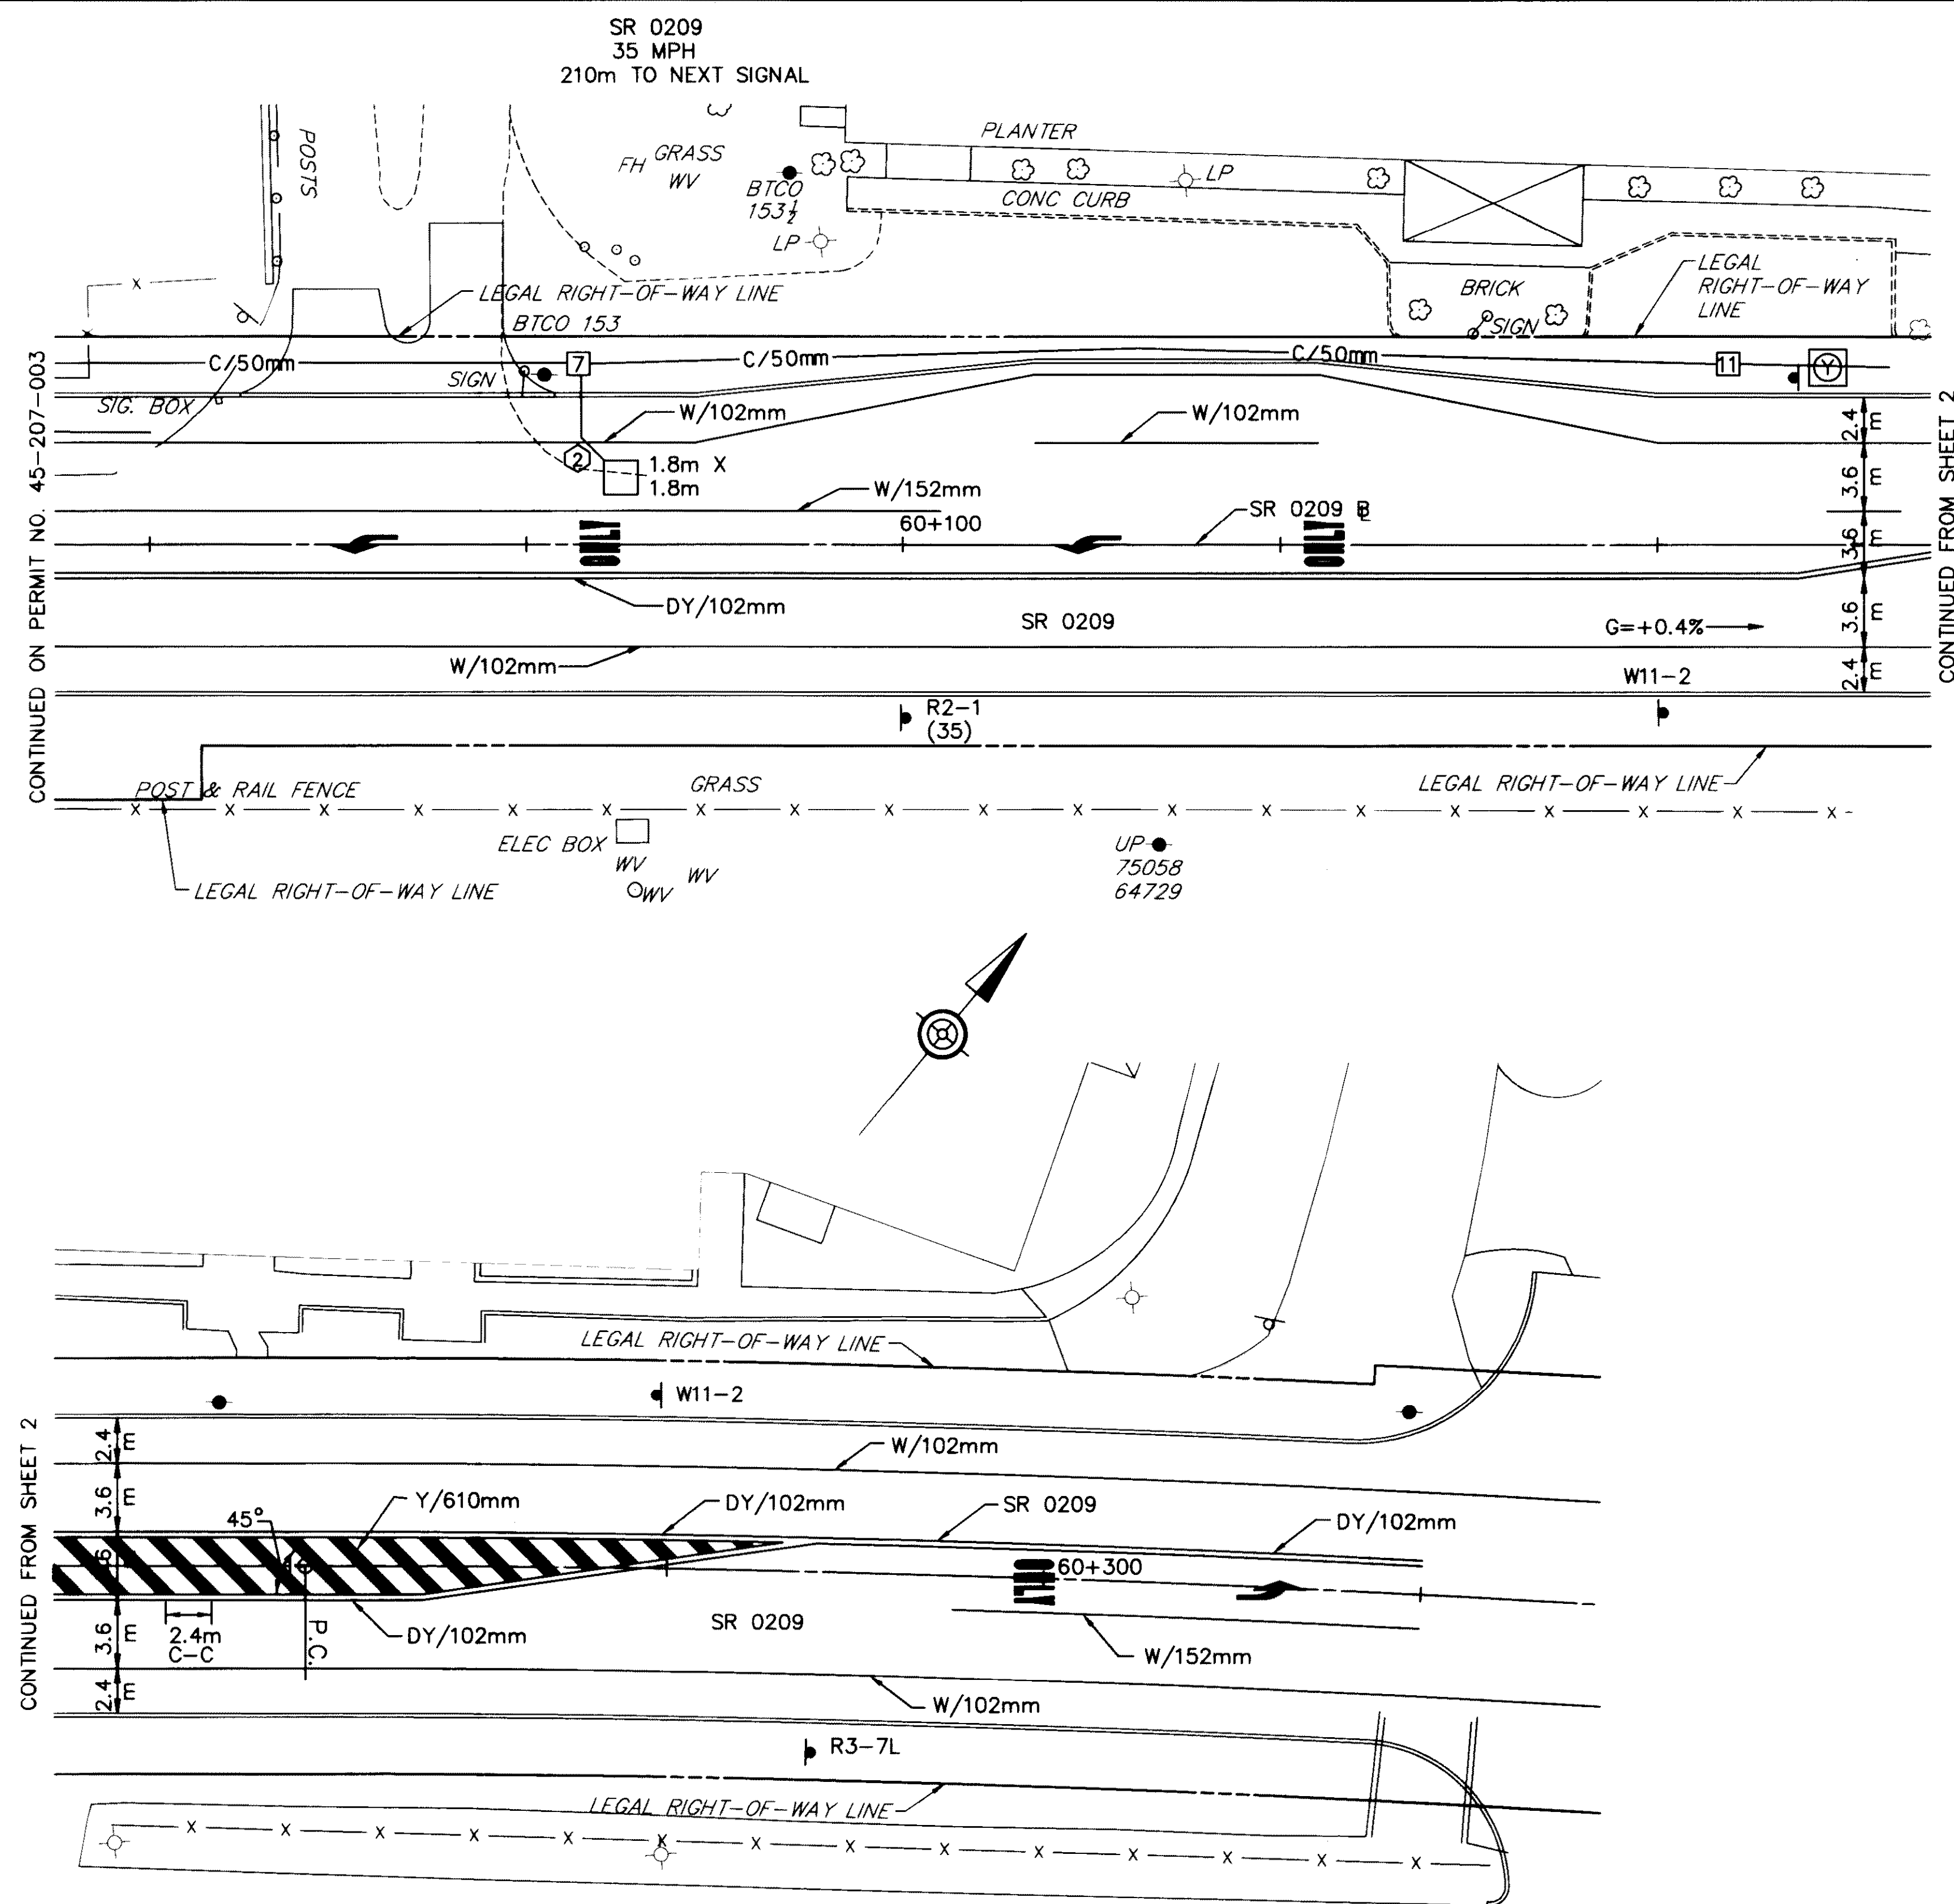 SR 0209
35 MPH
210m TO NEXT SIGNAL
POSTS
FH
GRASS
WV
BTCO
153½
LP
PLANTER
LP
CONC CURB
LEGAL RIGHT-OF-WAY LINE
BTCO 153
BRICK
SIGN
LEGAL
RIGHT-OF-WAY
LINE
C/50mm
7
C/50mm
C/50mm
11
Y
SIGN
SIG. BOX
W/102mm
W/102mm
2
1.8m X
1.8m
W/152mm
60+100
SR 0209 ℄
ONLY
ONLY
DY/102mm
SR 0209
G=+0.4%
W/102mm
W11-2
R2-1
(35)
2.4 m
3.6 m
3.6 m
3.6 m
2.4 m
CONTINUED ON PERMIT NO. 45-207-003
CONTINUED FROM SHEET 2
POST & RAIL FENCE
GRASS
LEGAL RIGHT-OF-WAY LINE
ELEC BOX
WV
WV
WV
LEGAL RIGHT-OF-WAY LINE
UP
75058
64729
LEGAL RIGHT-OF-WAY LINE
W11-2
W/102mm
Y/610mm
45°
DY/102mm
SR 0209
DY/102mm
ONLY
60+300
2.4m
C-C
P.C.
DY/102mm
SR 0209
W/152mm
W/102mm
R3-7L
LEGAL RIGHT-OF-WAY LINE
2.4 m
3.6 m
3.6 m
2.4 m
CONTINUED FROM SHEET 2